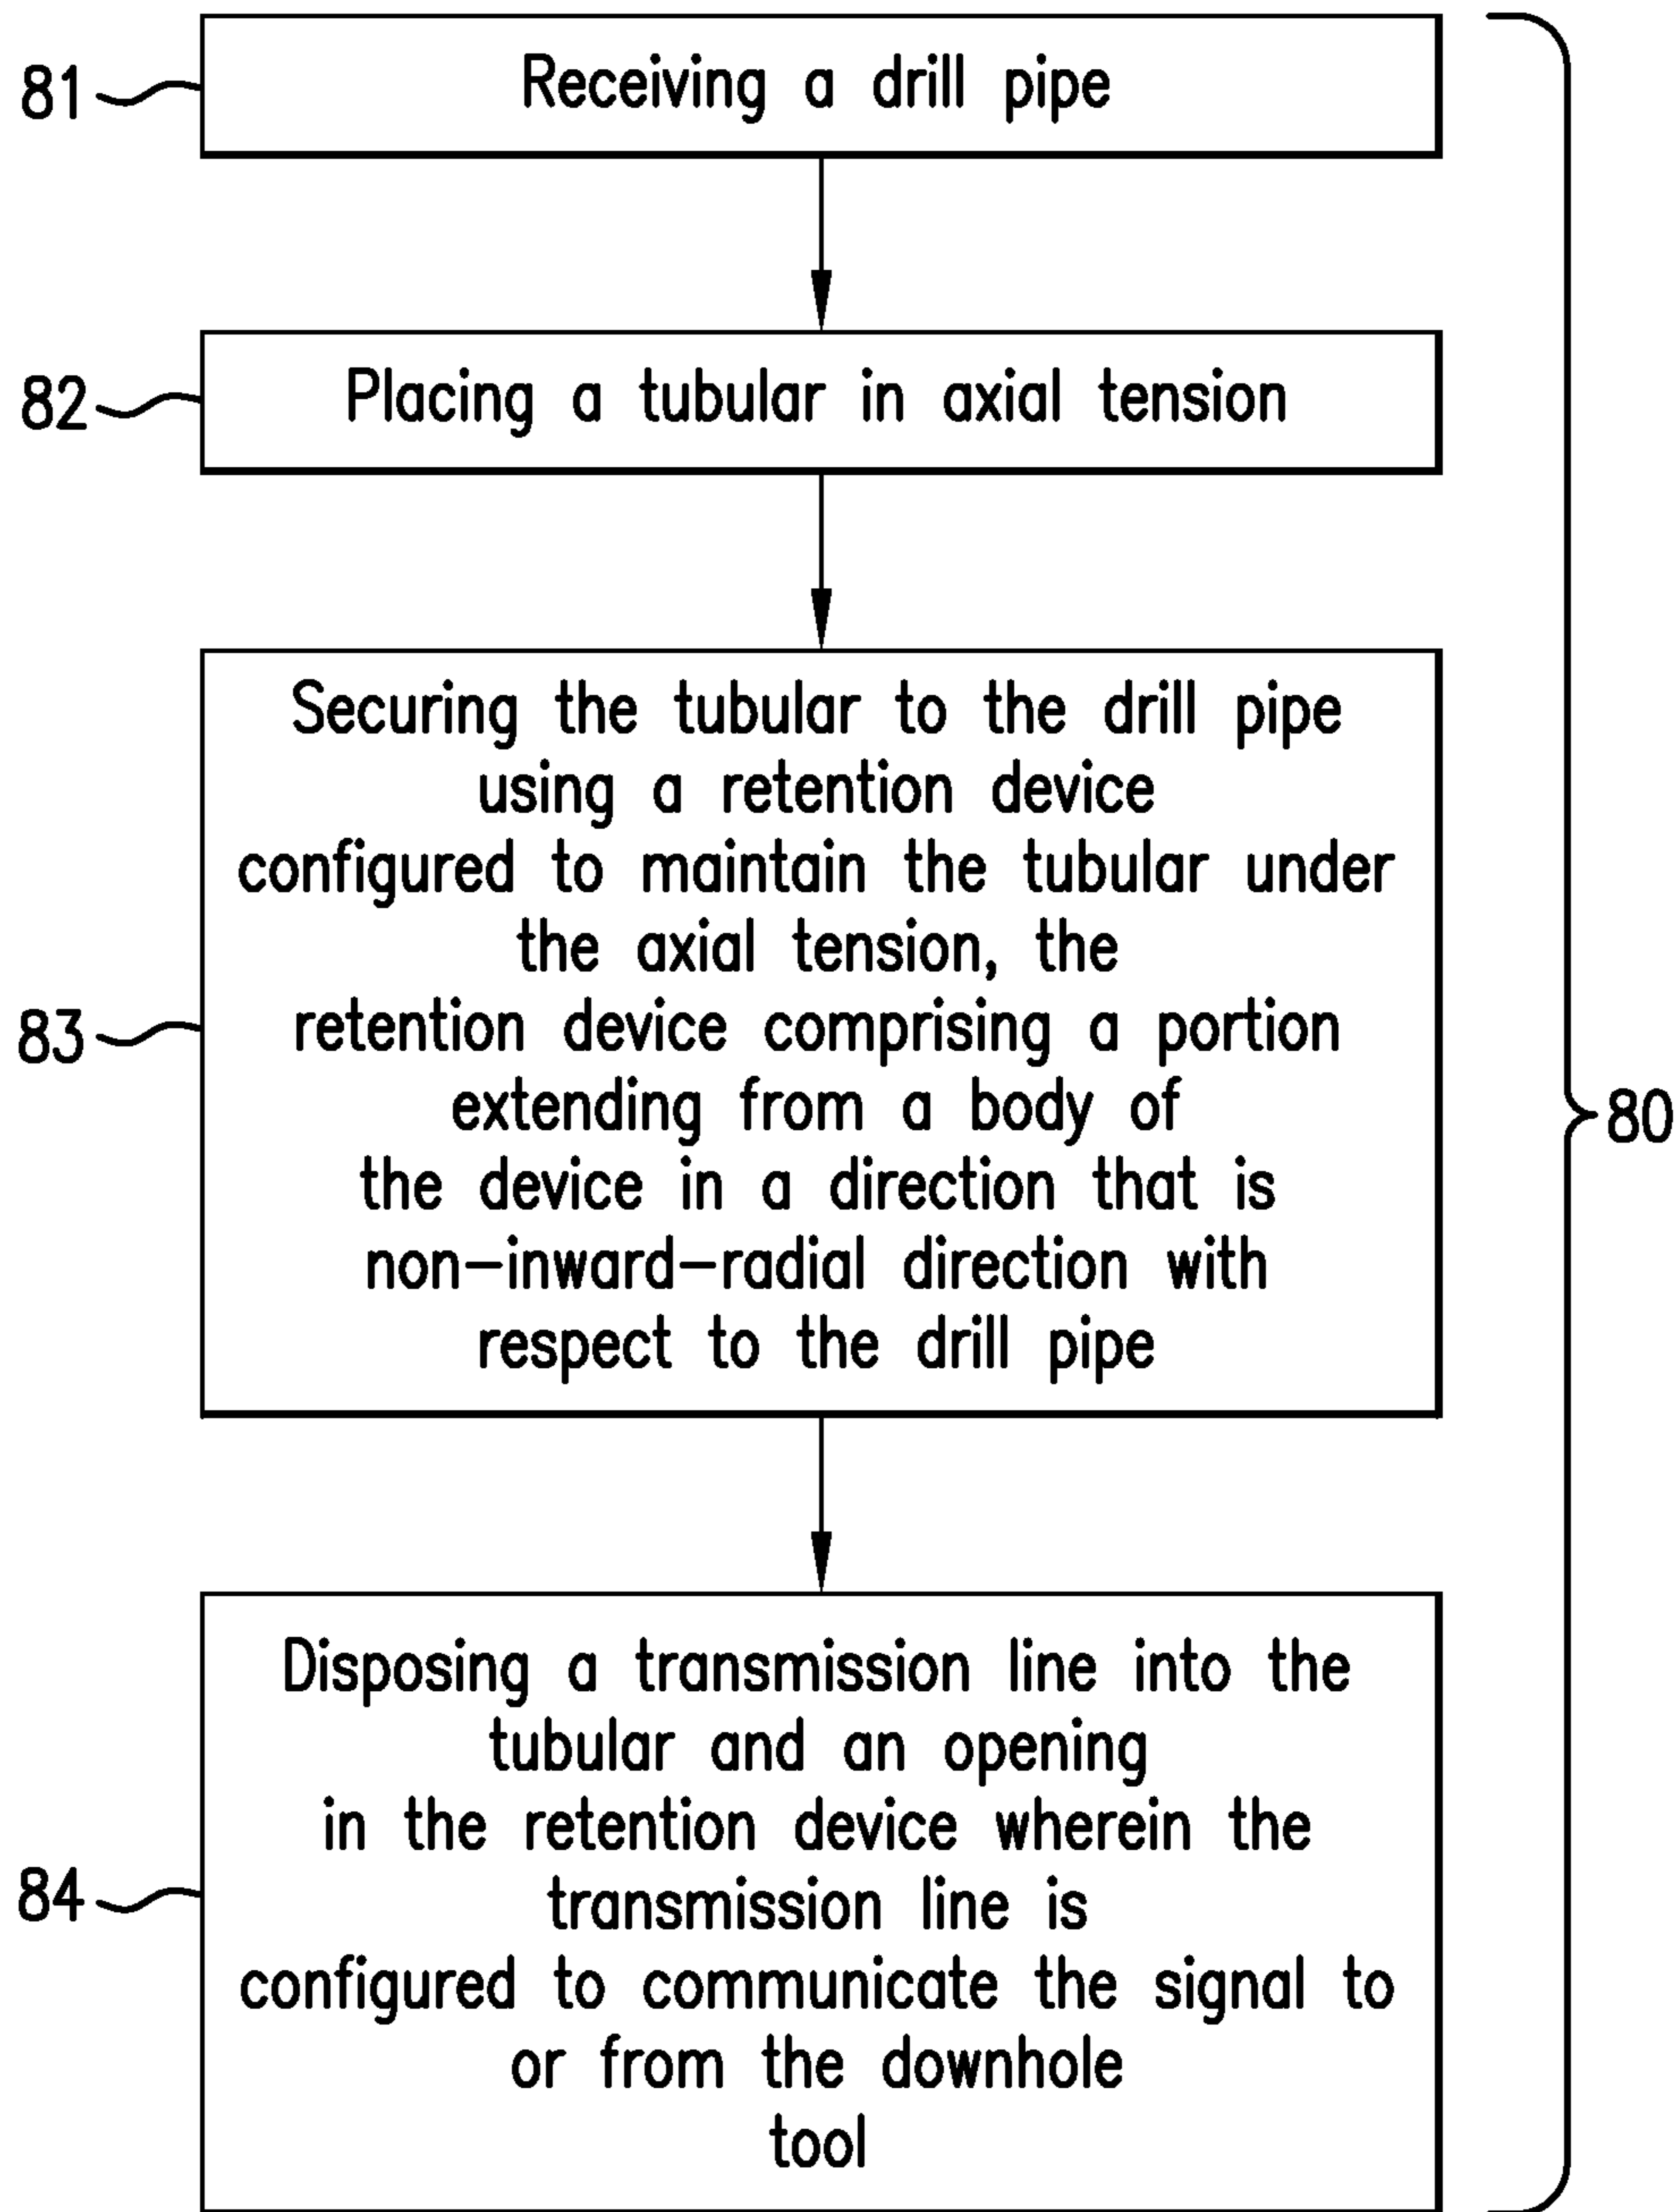 81
Receiving a drill pipe
82
Placing a tubular in axial tension
Securing the tubular to the drill pipe
using a retention device
configured to maintain the tubular under
the axial tension, the
83
retention device comprising a portion
extending from a body of
80
the device in a direction that is
non-inward-radial direction with
respect to the drill pipe
Disposing a transmission line into the
tubular and an opening
in the retention device wherein the
84
transmission line is
configured to communicate the signal to
or from the downhole
tool